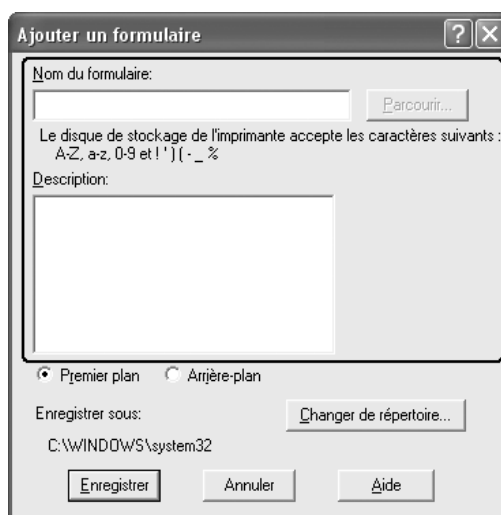 Ajouter un formulaire
Nom du formulaire:
Parcourir...
Le disque de stockage de l'imprimante accepte les caractères suivants :
A-Z, a-z, 0-9 et ! ' ) ( - _ %
Description:
Premier plan Arrière-plan
Enregistrer sous:
Changer de répertoire...
C:\WINDOWS\system32
Enregistrer Annuler Aide